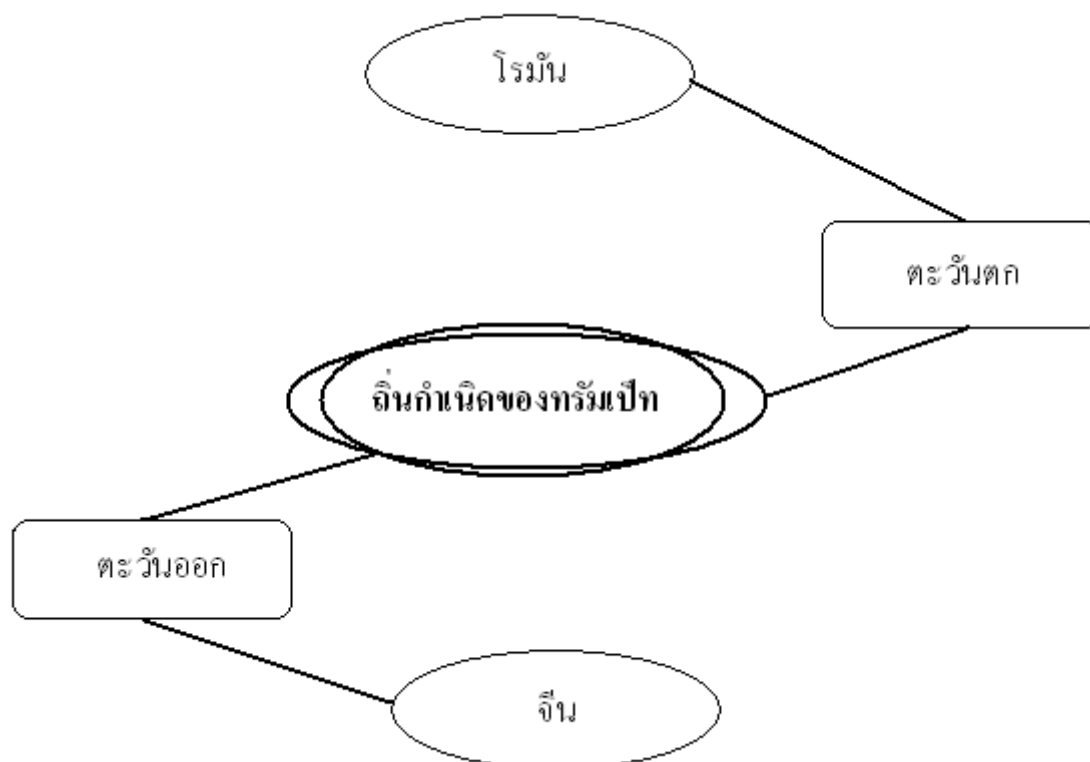 โรมัน
ตะวันตก
ถิ่นกำเนิดของทรัมเป็ท
ตะวันออก
จีน